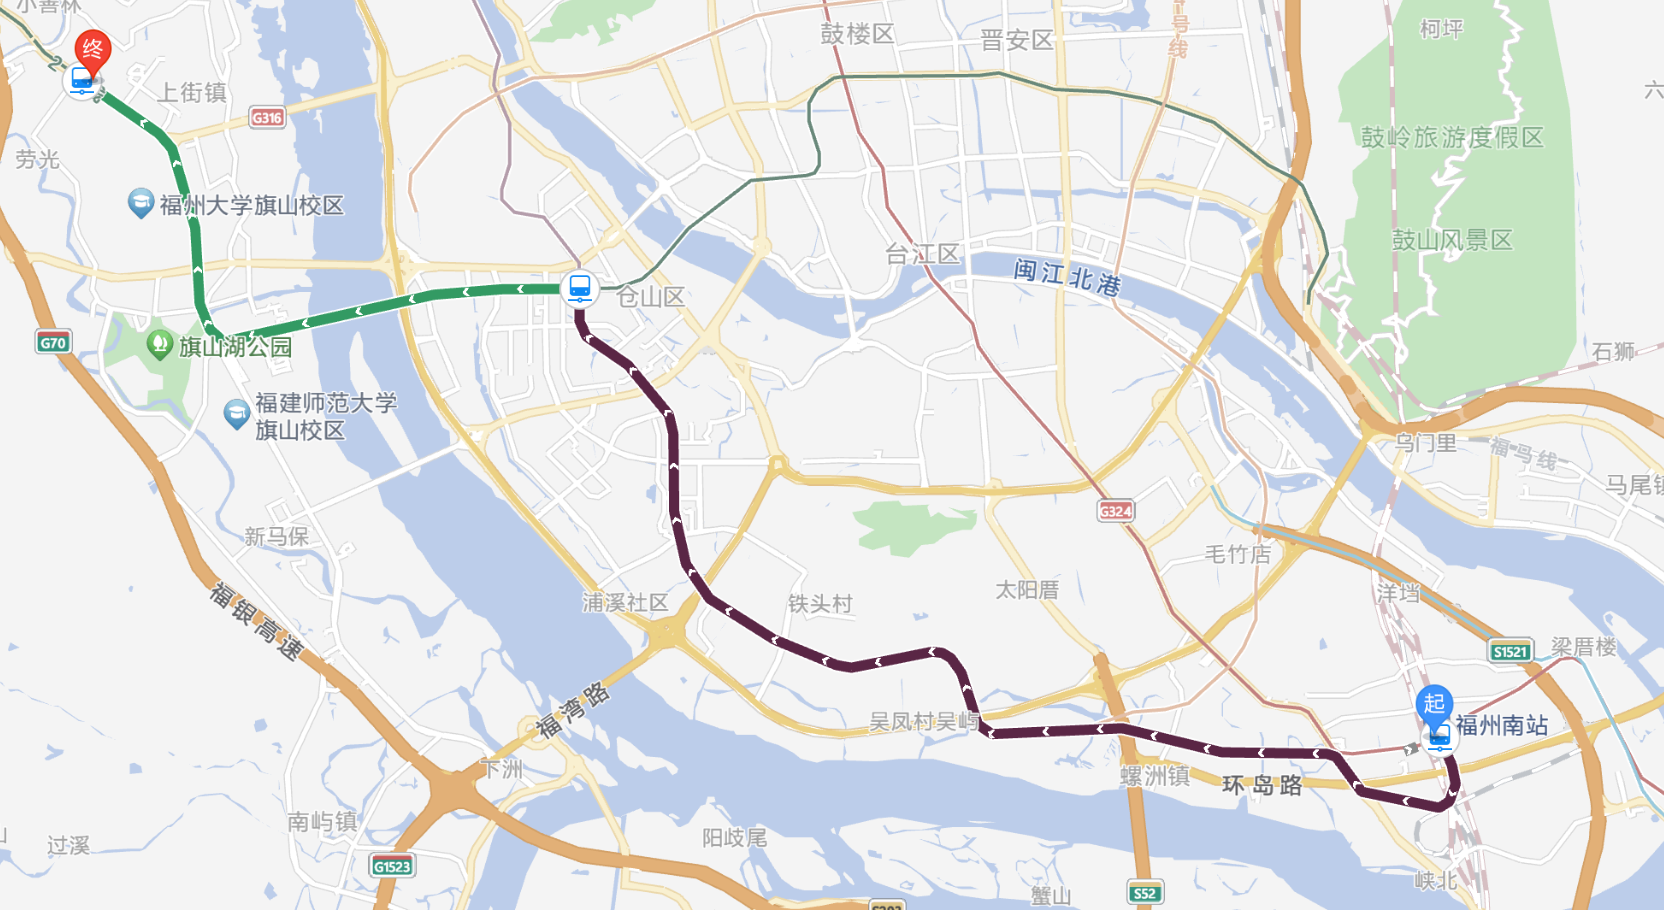 小善林
鼓楼区
晋安区
号
线
柯坪
终
2
上街镇
G316
六
鼓岭旅游度假区
劳光
福州大学旗山校区
鼓山风景区
台江区
闽江北港
仓山区
G70
旗山湖公园
石狮
福建师范大学
旗山校区
乌门里
福马线
马尾镇
G324
新马保
毛竹店
太阳厝
洋垱
浦溪社区
铁头村
福银高速
S1521
梁厝楼
福湾路
吴凤村吴屿
起
福州南站
下洲
螺洲镇
环岛路
南屿镇
山
过溪
阳歧尾
G1523
峡北
蟹山
S52
S203